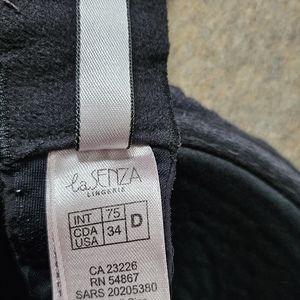 la SENZA
LINGERIE
INT 75 D
CDA USA 34
CA 23226
RN 54867
SARS 20205380